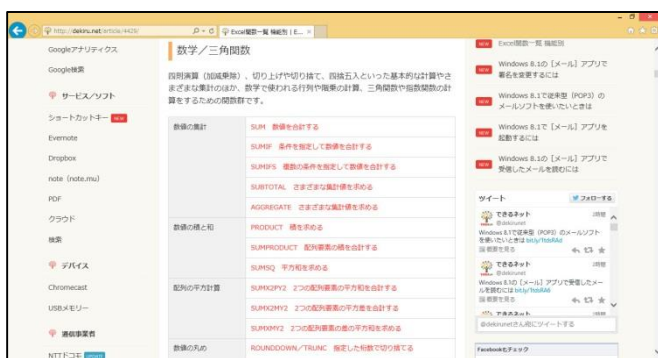 http://dekiru.net/article/4429/
Excel関数一覧 機能別 | E...
Googleアナリティクス
Google検索
サービス／ソフト
ショートカットキー NEW
Evernote
Dropbox
note（note.mu）
PDF
クラウド
検索
デバイス
Chromecast
USBメモリー
通信事業者
NTTドコモ
数学／三角関数
四則演算（加減乗除）、切り上げや切り捨て、四捨五入といった基本的な計算やさ
まざまな集計のほか、数学で使われる行列や階乗の計算、三角関数や指数関数の計
算をするための関数群です。
数値の集計
SUM 数値を合計する
SUMIF 条件を指定して数値を合計する
SUMIFS 複数の条件を指定して数値を合計する
SUBTOTAL さまざまな集計値を求める
AGGREGATE さまざまな集計値を求める
数値の積と和
PRODUCT 積を求める
SUMPRODUCT 配列要素の積を合計する
SUMSQ 平方和を求める
配列の平方計算
SUMX2PY2 2つの配列要素の平方和を合計する
SUMX2MY2 2つの配列要素の平方差を合計する
SUMXMY2 2つの配列要素の差の平方和を求める
数値の丸め
ROUNDDOWN／TRUNC 指定した桁数で切り捨てる
NEW Excel関数一覧 機能別
NEW Windows 8.1の［メール］アプリで
署名を変更するには
NEW Windows 8.1で従来型（POP3）の
メールソフトを使いたいときは
NEW Windows 8.1で［メール］アプリを
起動するには
NEW Windows 8.1の［メール］アプリで
受信したメールを読むには
ツイート
フォローする
できるネット
@dekirunet
Windows 8.1で従来型（POP3）のメールソフト
を使いたいときは
概要を見る
できるネット
@dekirunet
Windows 8.1の［メール］アプリで受信したメー
ルを読むには
概要を見る
できるネット
@dekirunetさん宛にツイートする
Facebookもチェック